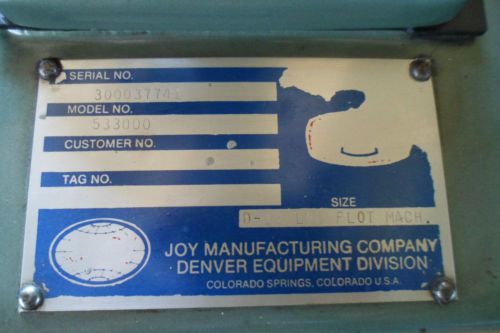 SERIAL NO.
MODEL NO.
533000
CUSTOMER NO.
TAG NO.
SIZE
FLOT MACH.
JOY MANUFACTURING COMPANY
DENVER EQUIPMENT DIVISION
COLORADO SPRINGS, COLORADO U.S.A.